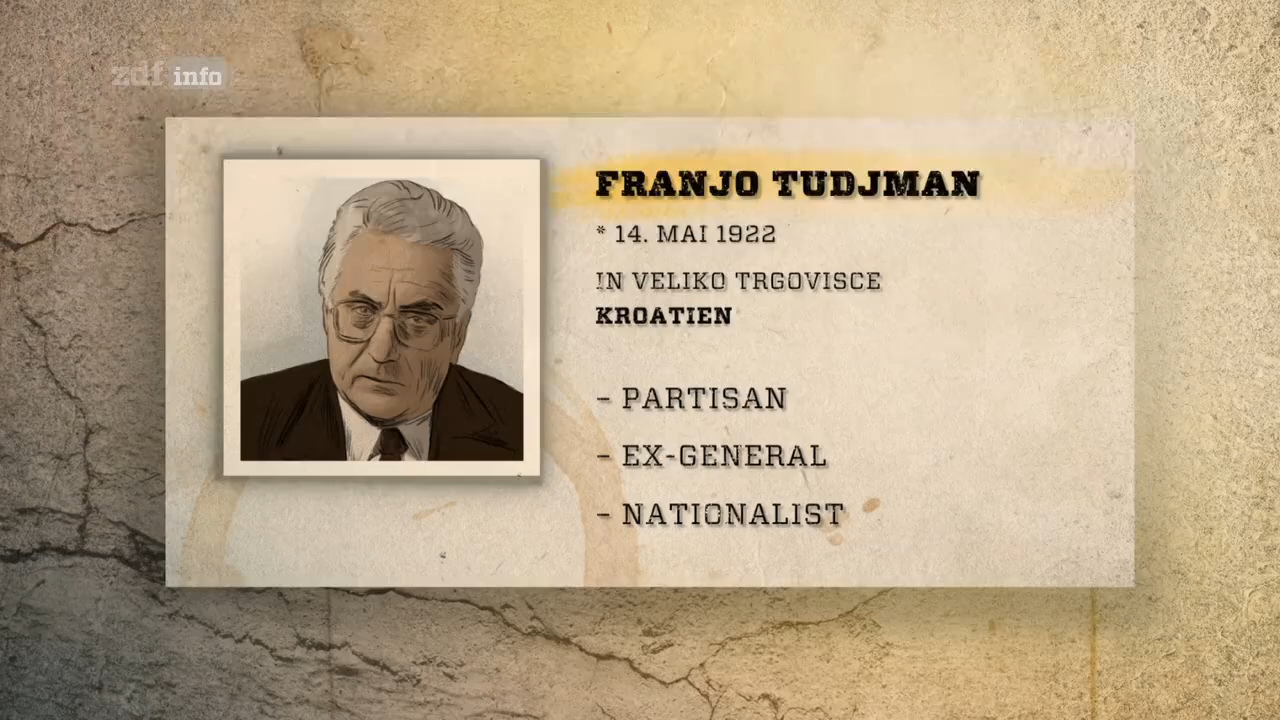 zdf info
FRANJO TUDJMAN
* 14. MAI 1922
IN VELIKO TRGOVISCE
KROATIEN
– PARTISAN
– EX-GENERAL
– NATIONALIST